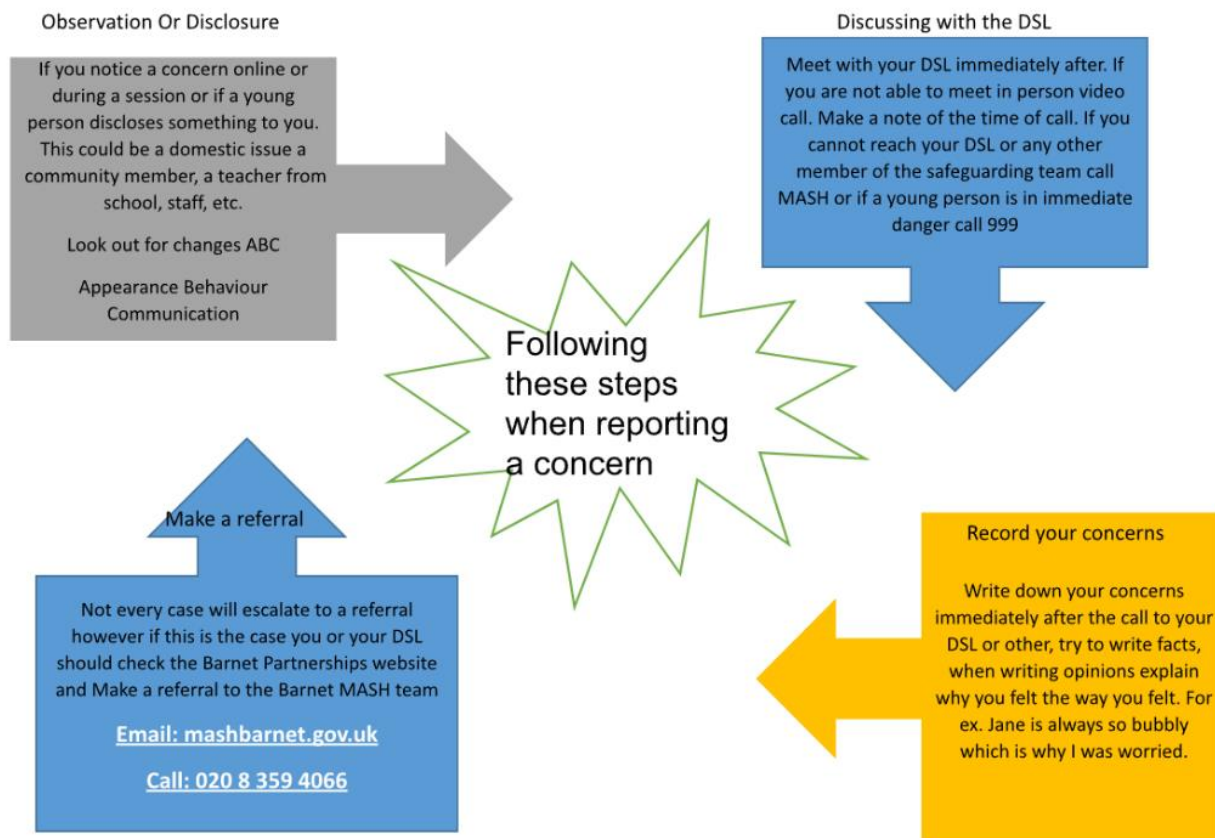 Observation Or Disclosure
If you notice a concern online or
during a session or if a young
person discloses something to you.
This could be a domestic issue a
community member, a teacher from
school, staff, etc.
Look out for changes ABC
Appearance Behaviour
Communication
Discussing with the DSL
Meet with your DSL immediately after. If
you are not able to meet in person video
call. Make a note of the time of call. If you
cannot reach your DSL or any other
member of the safeguarding team call
MASH or if a young person is in immediate
danger call 999
Following
these steps
when reporting
a concern
Record your concerns
Write down your concerns
immediately after the call to your
DSL or other, try to write facts,
when writing opinions explain
why you felt the way you felt. For
ex. Jane is always so bubbly
which is why I was worried.
Make a referral
Not every case will escalate to a referral
however if this is the case you or your DSL
should check the Barnet Partnerships website
and Make a referral to the Barnet MASH team
Email: mashbarnet.gov.uk
Call: 020 8 359 4066